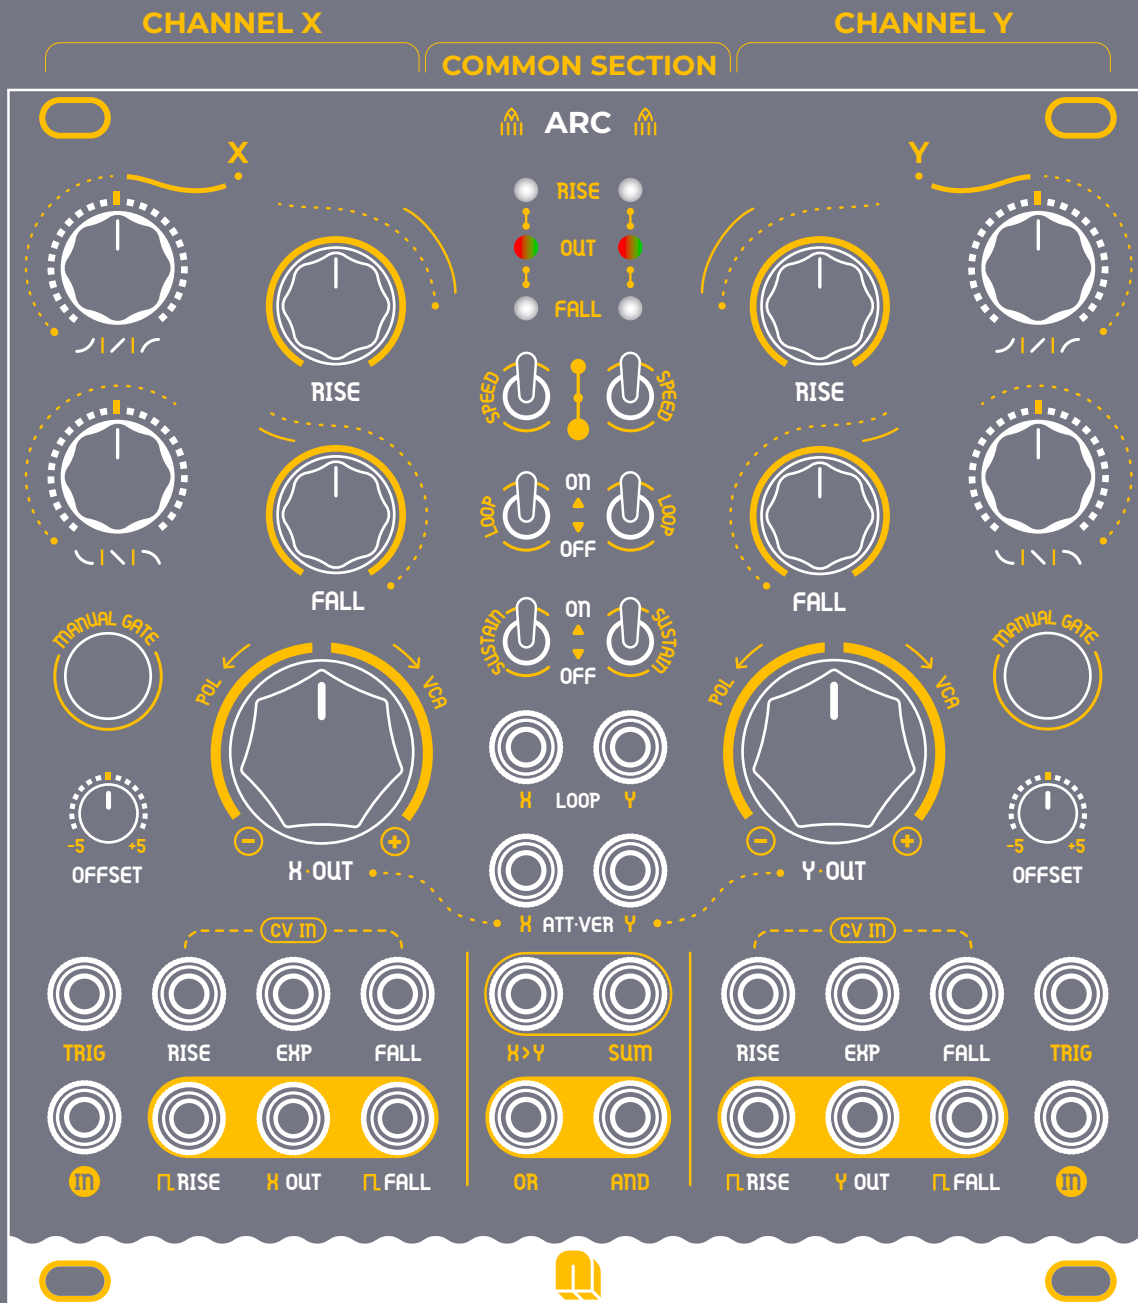 CHANNEL X CHANNEL Y
COMMON SECTION
ARC
X Y
RISE
OUT
FALL
RISE RISE
SPEED SPEED
ON
LOOP LOOP
OFF
FALL FALL
MANUAL GATE MANUAL GATE
ON
SUSTAIN SUSTAIN
OFF
POL VCA POL VCA
X LOOP Y
-5 +5 -5 +5
OFFSET OFFSET
- + - +
X·OUT Y·OUT
X ATT·VER Y
CV IN CV IN
TRIG RISE EXP FALL X>Y SUM RISE EXP FALL TRIG
IN RISE X OUT FALL OR AND RISE Y OUT FALL IN